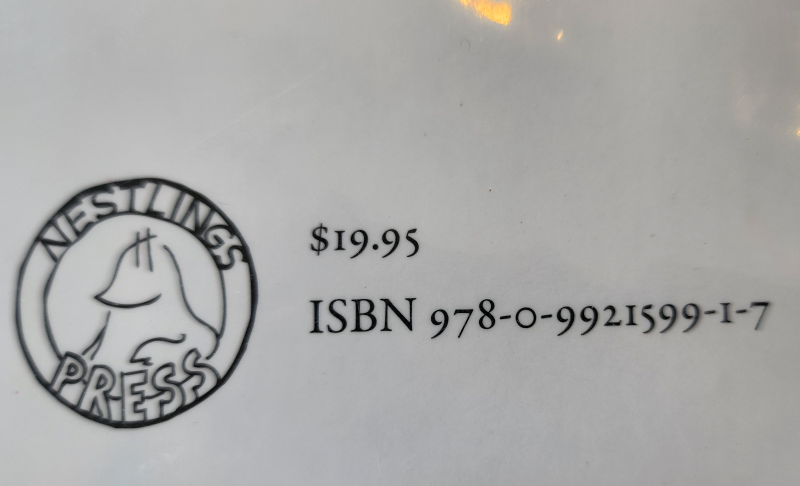 NESTLINGS
PRESS
$19.95
ISBN 978-0-9921599-1-7